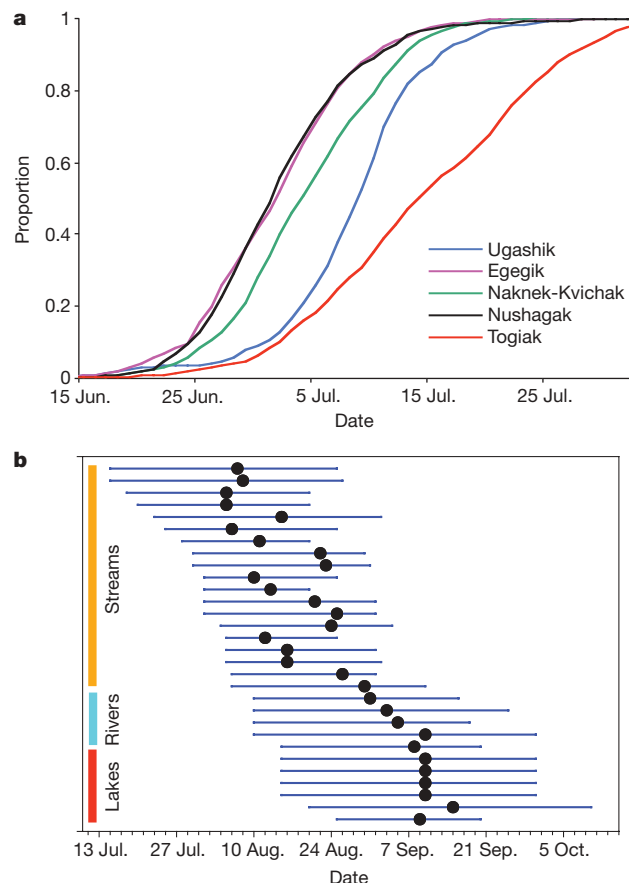 a
1
0.8
0.6
0.4
0.2
0
Proportion
Ugashik
Egegik
Naknek-Kvichak
Nushagak
Togiak
15 Jun. 25 Jun. 5 Jul. 15 Jul. 25 Jul.
Date
b
Streams
Rivers
Lakes
13 Jul. 27 Jul. 10 Aug. 24 Aug. 7 Sep. 21 Sep. 5 Oct.
Date